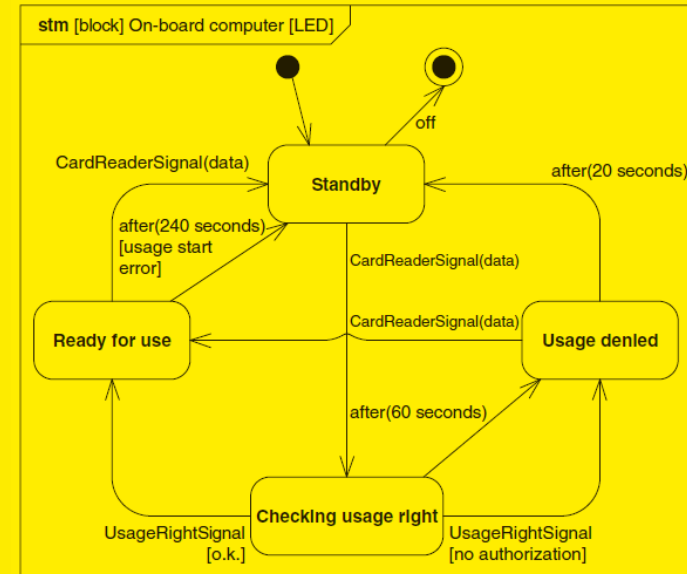 stm [block] On-board computer [LED]
off
CardReaderSignal(data)
after(20 seconds)
Standby
after(240 seconds)
[usage start
error]
CardReaderSignal(data)
CardReaderSignal(data)
Ready for use
Usage denied
after(60 seconds)
Checking usage right
UsageRightSignal
[o.k.]
UsageRightSignal
[no authorization]